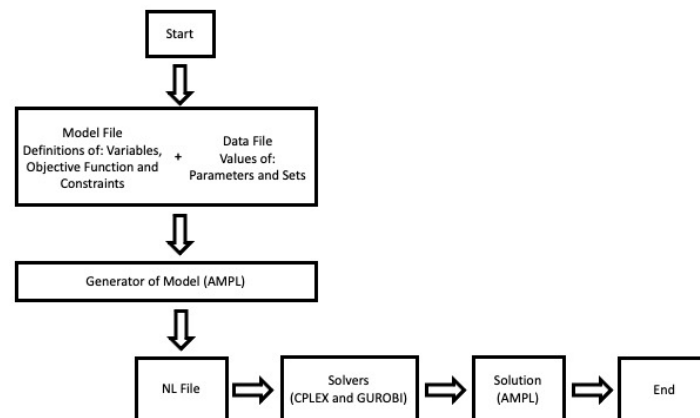 Start
Model File
Definitions of: Variables,
Objective Function and
Constraints
+
Data File
Values of:
Parameters and Sets
Generator of Model (AMPL)
NL File
Solvers
(CPLEX and GUROBI)
Solution
(AMPL)
End